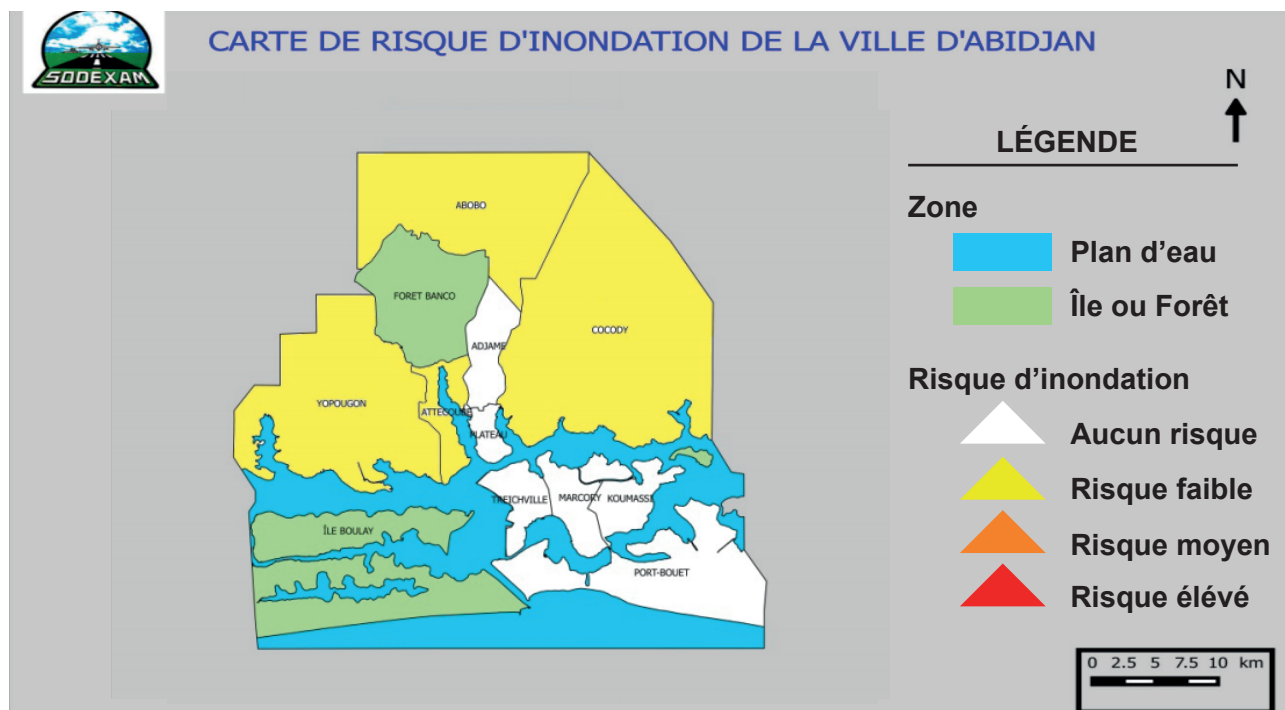 SODEXAM
CARTE DE RISQUE D'INONDATION DE LA VILLE D'ABIDJAN
N
ABOBO
FORET BANCO
COCODY
ADJAME
YOPOUGON
ATTECOUBE
PLATEAU
TREICHVILLE
MARCORY
KOUMASSI
ÎLE BOULAY
PORT-BOUET
LÉGENDE
Zone
Plan d’eau
Île ou Forêt
Risque d’inondation
Aucun risque
Risque faible
Risque moyen
Risque élévé
0 2.5 5 7.5 10 km